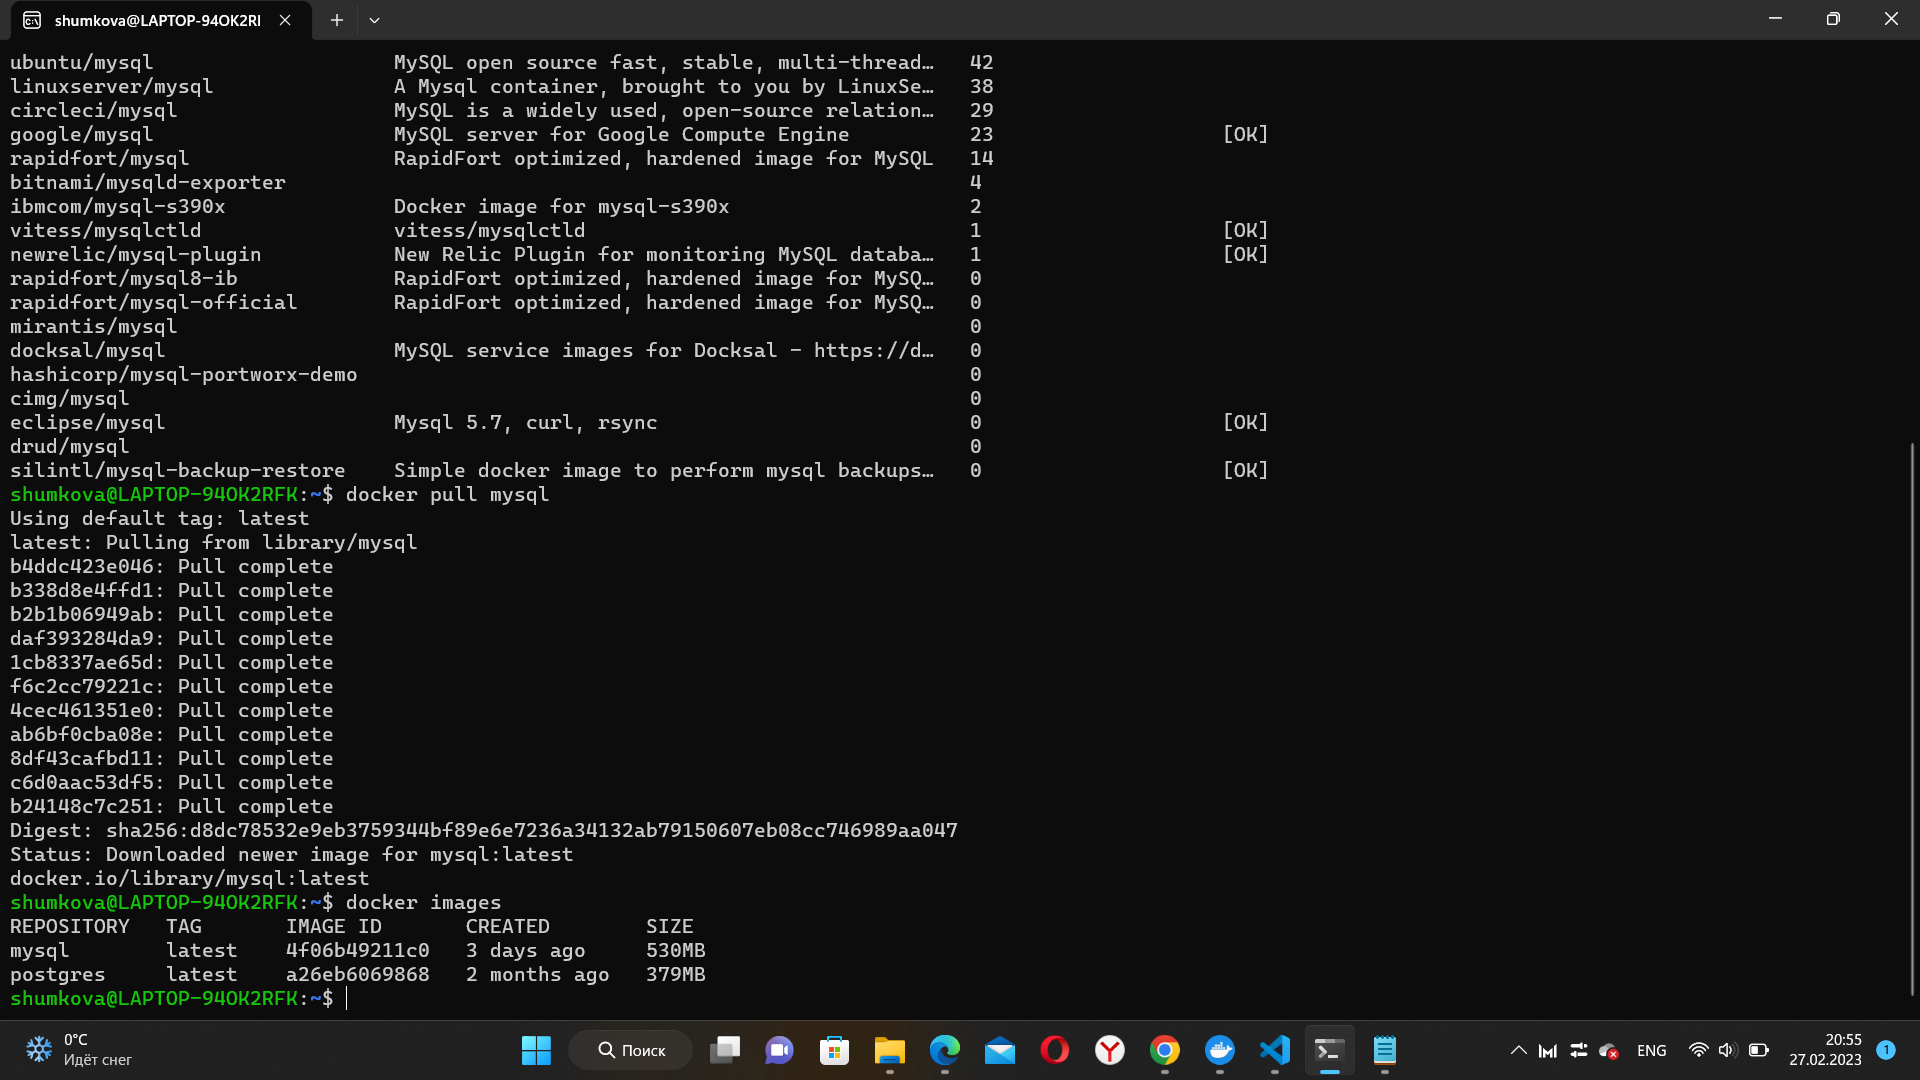 shumkova@LAPTOP-94OK2RI
ubuntu/mysql MySQL open source fast, stable, multi-thread… 42
linuxserver/mysql A Mysql container, brought to you by LinuxSe… 38
circleci/mysql MySQL is a widely used, open-source relation… 29
google/mysql MySQL server for Google Compute Engine 23 [OK]
rapidfort/mysql RapidFort optimized, hardened image for MySQL 14
bitnami/mysqld-exporter 4
ibmcom/mysql-s390x Docker image for mysql-s390x 2
vitess/mysqlctld vitess/mysqlctld 1 [OK]
newrelic/mysql-plugin New Relic Plugin for monitoring MySQL databa… 1 [OK]
rapidfort/mysql8-ib RapidFort optimized, hardened image for MySQ… 0
rapidfort/mysql-official RapidFort optimized, hardened image for MySQ… 0
mirantis/mysql 0
docksal/mysql MySQL service images for Docksal - https://d… 0
hashicorp/mysql-portworx-demo 0
cimg/mysql 0
eclipse/mysql Mysql 5.7, curl, rsync 0 [OK]
drud/mysql 0
silintl/mysql-backup-restore Simple docker image to perform mysql backups… 0 [OK]
shumkova@LAPTOP-94OK2RFK:~$ docker pull mysql
Using default tag: latest
latest: Pulling from library/mysql
b4ddc423e046: Pull complete
b338d8e4ffd1: Pull complete
b2b1b06949ab: Pull complete
daf393284da9: Pull complete
1cb8337ae65d: Pull complete
f6c2cc79221c: Pull complete
4cec461351e0: Pull complete
ab6bf0cba08e: Pull complete
8df43cafbd11: Pull complete
c6d0aac53df5: Pull complete
b24148c7c251: Pull complete
Digest: sha256:d8dc78532e9eb3759344bf89e6e7236a34132ab79150607eb08cc746989aa047
Status: Downloaded newer image for mysql:latest
docker.io/library/mysql:latest
shumkova@LAPTOP-94OK2RFK:~$ docker images
REPOSITORY TAG IMAGE ID CREATED SIZE
mysql latest 4f06b49211c0 3 days ago 530MB
postgres latest a26eb6069868 2 months ago 379MB
shumkova@LAPTOP-94OK2RFK:~$
0°C
Идёт снег
Поиск
ENG
20:55
27.02.2023
1